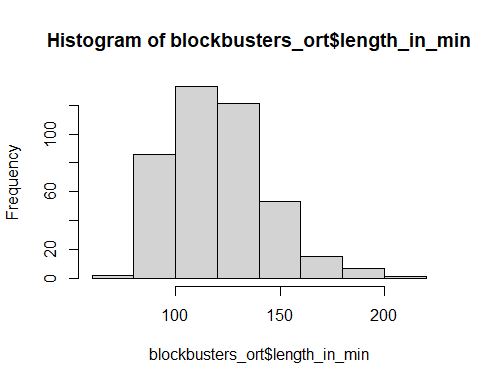 Histogram of blockbusters_ort$length_in_min
Frequency
100
60
20
0
100 150 200
blockbusters_ort$length_in_min